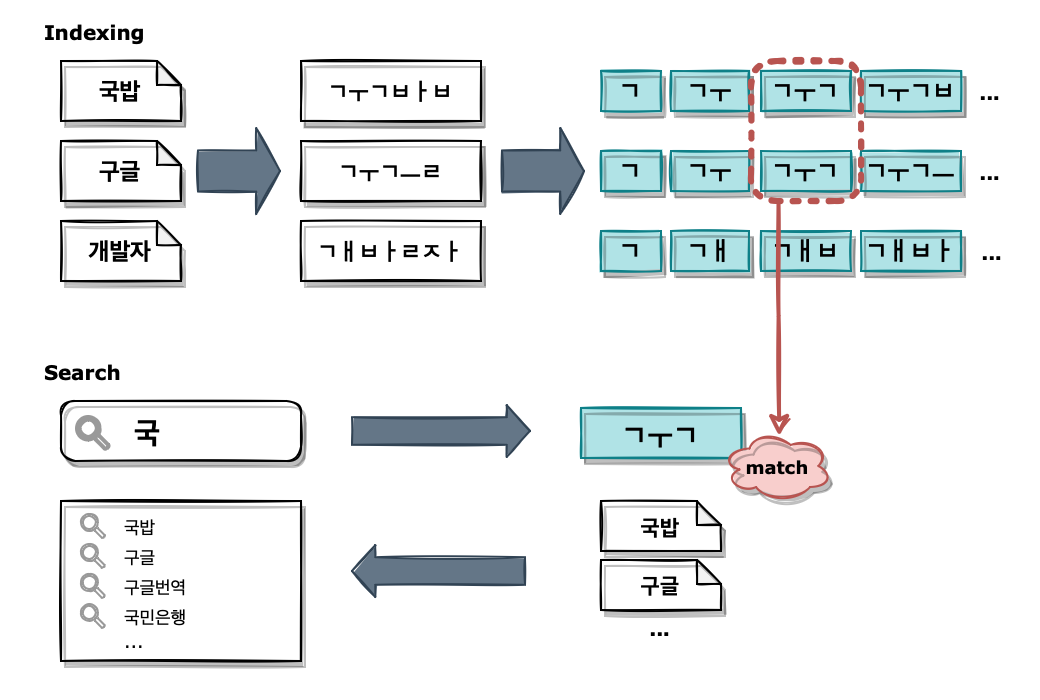 Indexing
국밥 ㄱㅜㄱㅂㅏㅂ ㄱ ㄱㅜ ㄱㅜㄱ ㄱㅜㄱㅂ ...
구글 ㄱㅜㄱㅡㄹ ㄱ ㄱㅜ ㄱㅜㄱ ㄱㅜㄱㅡ ...
개발자 ㄱㅐㅂㅏㄹㅈㅏ ㄱ ㄱㅐ ㄱㅐㅂ ㄱㅐㅂㅏ ...
Search
국 ㄱㅜㄱ
match
국밥
구글
구글번역
국민은행
...
국밥
구글
...